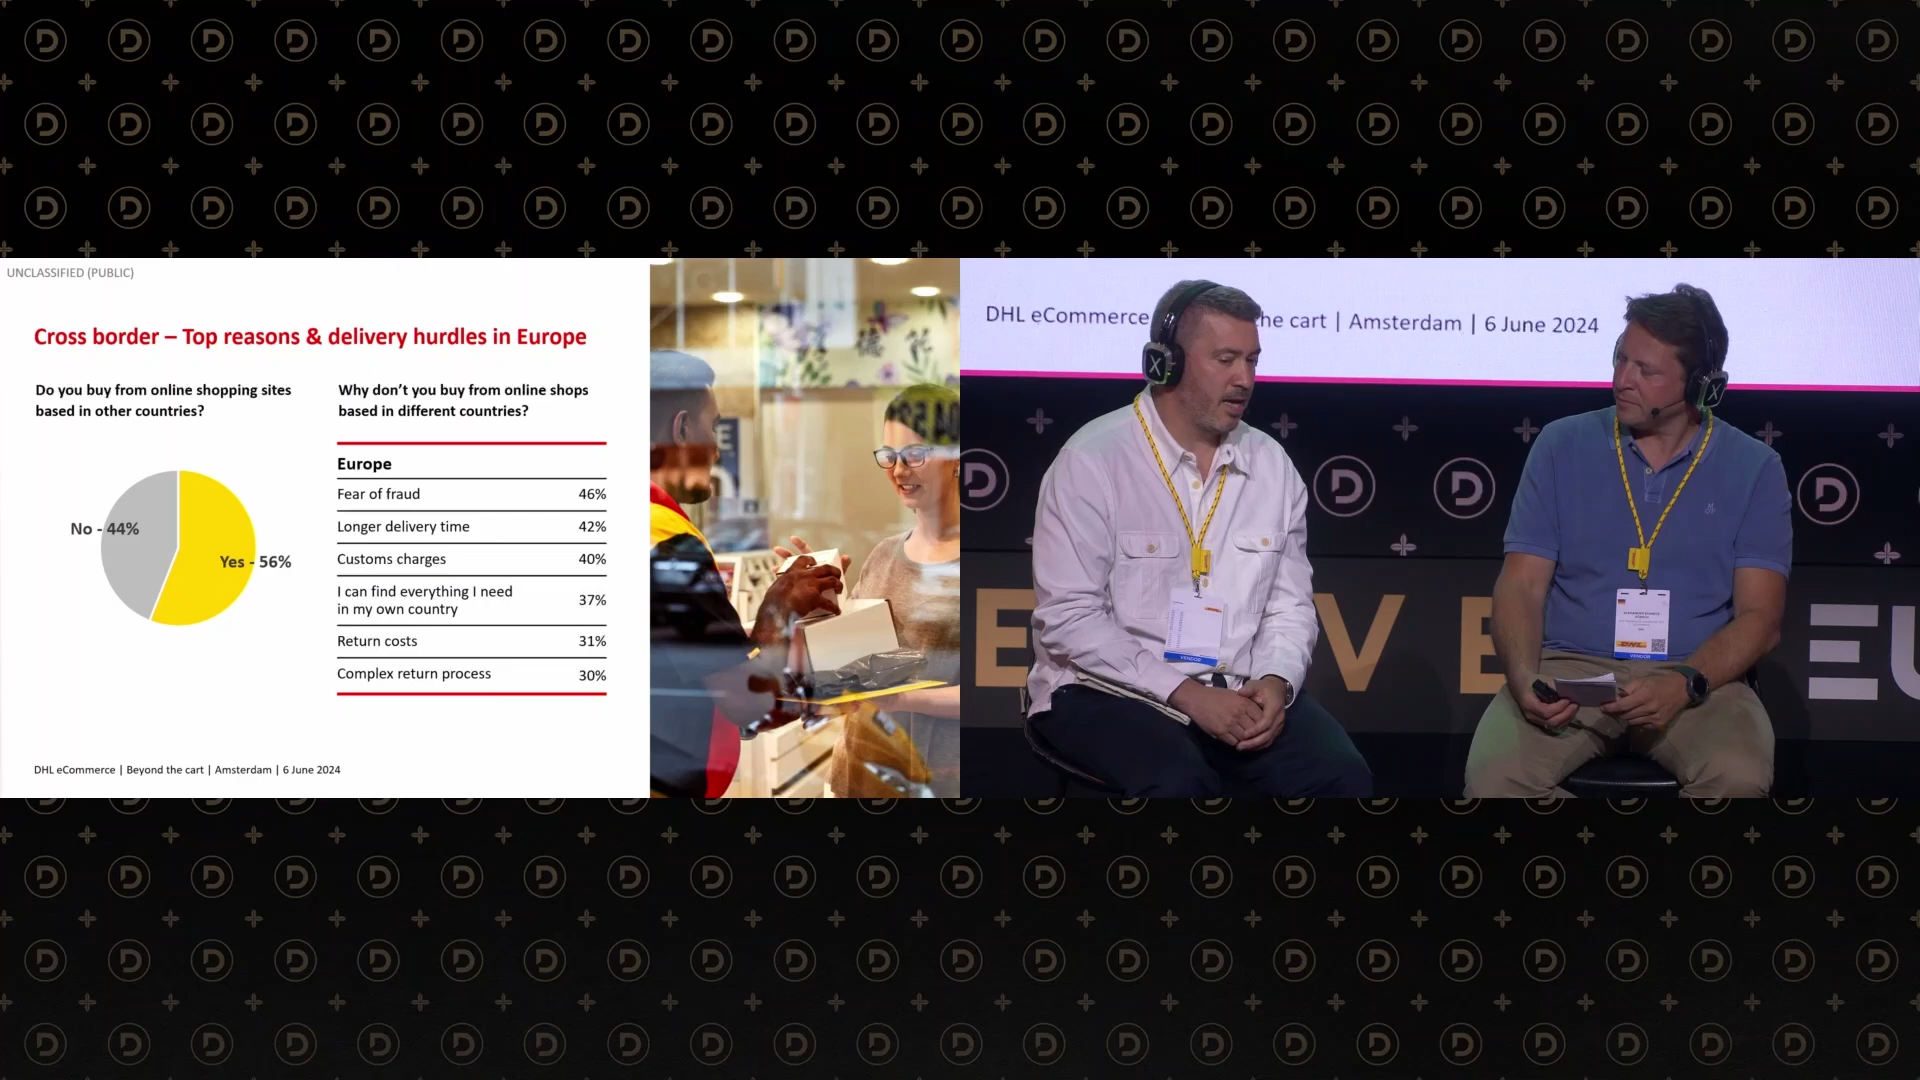 UNCLASSIFIED (PUBLIC)
Cross border – Top reasons & delivery hurdles in Europe
Do you buy from online shopping sites
based in other countries?
No - 44%
Yes - 56%
Why don’t you buy from online shops
based in different countries?
Europe
Fear of fraud 46%
Longer delivery time 42%
Customs charges 40%
I can find everything I need
in my own country 37%
Return costs 31%
Complex return process 30%
DHL eCommerce | Beyond the cart | Amsterdam | 6 June 2024
DHL eCommerce he cart | Amsterdam | 6 June 2024
E V E EU
VENDOR
DHL
VENDOR